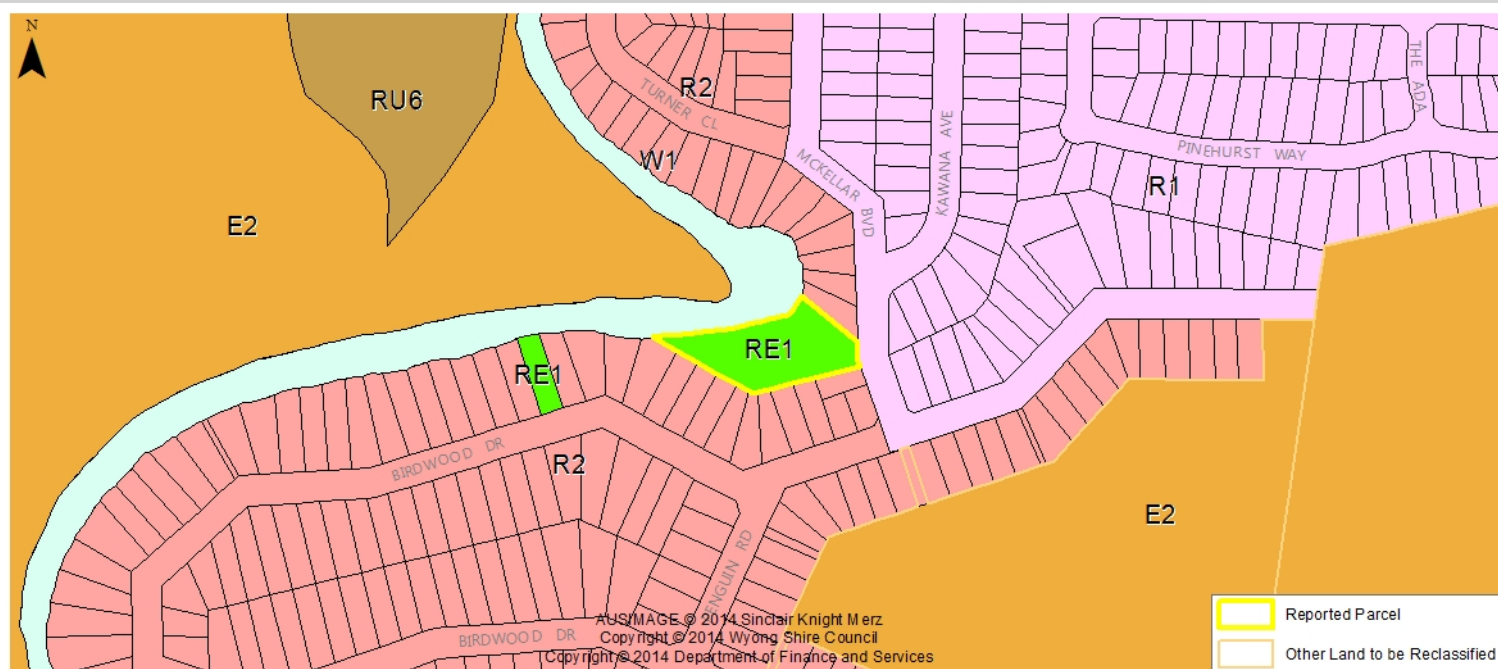 N
RU6
R2
TURNER CL
W1
MCKELLAR BVD
KAWANA AVE
THE ADA
PINEHURST WAY
R1
E2
RE1
RE1
BIRDWOOD DR
R2
E2
ENGUIN RD
BIRDWOOD DR
AUSIMAGE © 2014 Sinclair Knight Merz
Copyright © 2014 Wyong Shire Council
Copyright © 2014 Department of Finance and Services
Reported Parcel
Other Land to be Reclassified